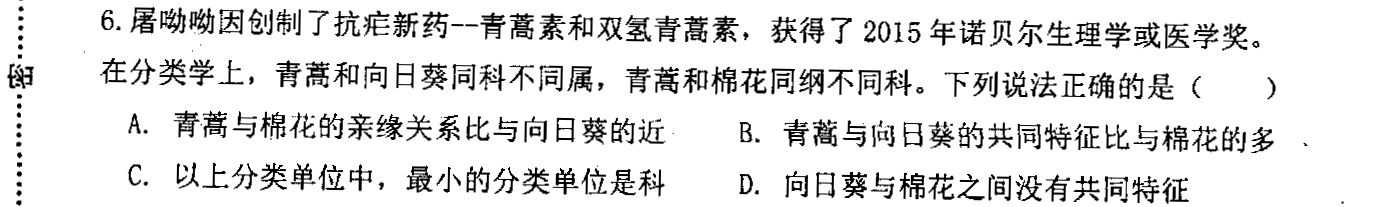 6. 屠呦呦因创制了抗疟新药--青蒿素和双氢青蒿素，获得了 2015 年诺贝尔生理学或医学奖。
在分类学上，青蒿和向日葵同科不同属，青蒿和棉花同纲不同科。下列说法正确的是（    ）
A. 青蒿与棉花的亲缘关系比与向日葵的近    B. 青蒿与向日葵的共同特征比与棉花的多
C. 以上分类单位中，最小的分类单位是科    D. 向日葵与棉花之间没有共同特征
密